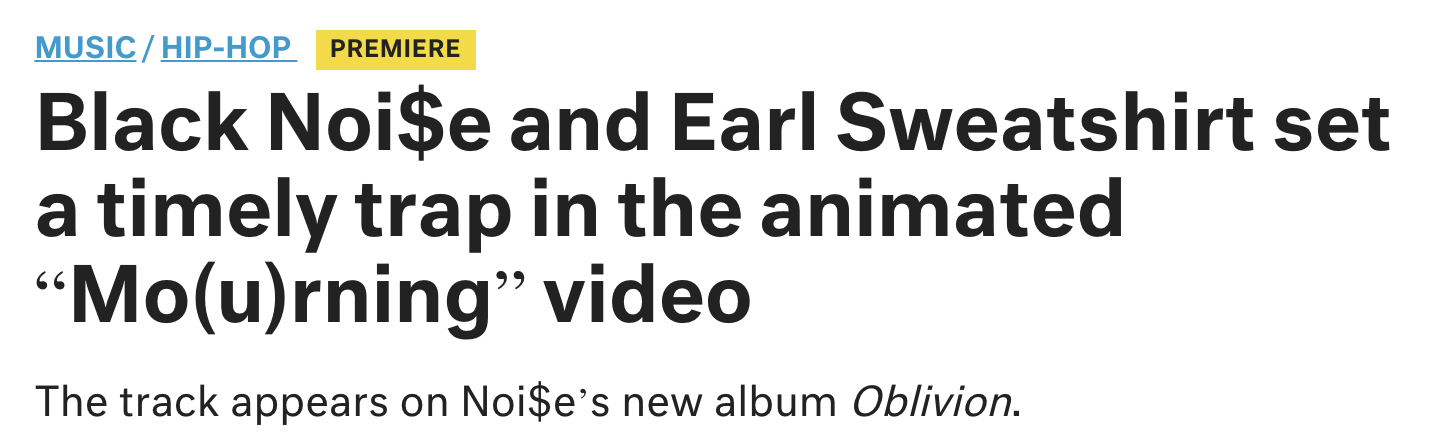 MUSIC / HIP-HOP PREMIERE
Black Noi$e and Earl Sweatshirt set
a timely trap in the animated
“Mo(u)rning” video
The track appears on Noi$e’s new album Oblivion.